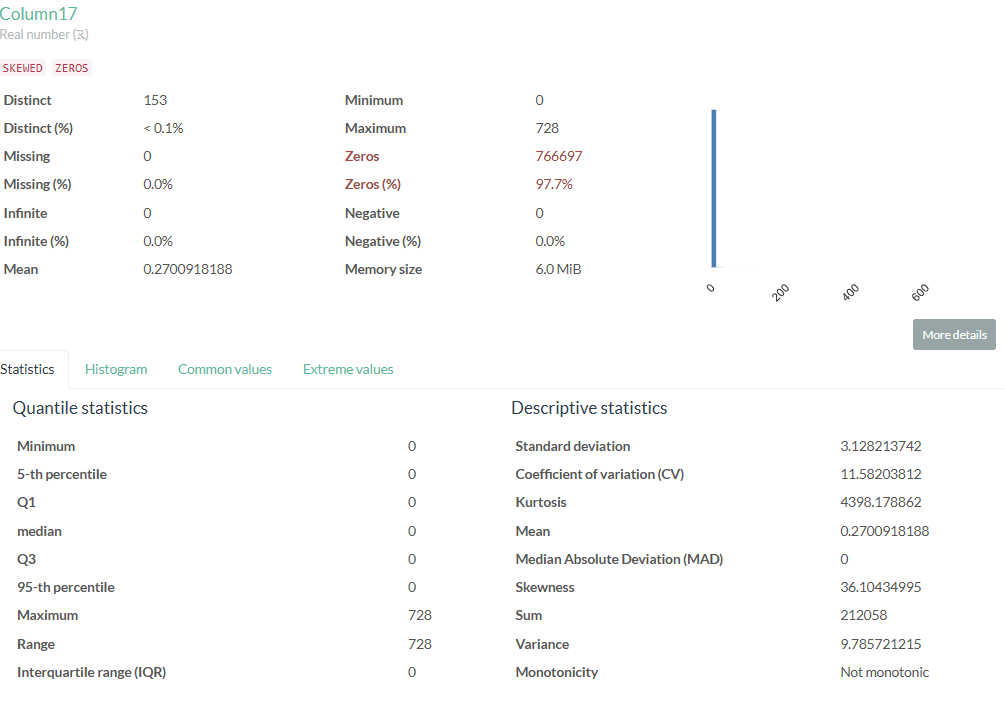 Column17
Real number (ℝ)
SKEWED ZEROS
Distinct 153 Minimum 0
Distinct (%) < 0.1% Maximum 728
Missing 0 Zeros 766697
Missing (%) 0.0% Zeros (%) 97.7%
Infinite 0 Negative 0
Infinite (%) 0.0% Negative (%) 0.0%
Mean 0.2700918188 Memory size 6.0 MiB
0 200 400 600
More details
Statistics Histogram Common values Extreme values
Quantile statistics Descriptive statistics
Minimum 0 Standard deviation 3.128213742
5-th percentile 0 Coefficient of variation (CV) 11.58203812
Q1 0 Kurtosis 4398.178862
median 0 Mean 0.2700918188
Q3 0 Median Absolute Deviation (MAD) 0
95-th percentile 0 Skewness 36.10434995
Maximum 728 Sum 212058
Range 728 Variance 9.785721215
Interquartile range (IQR) 0 Monotonicity Not monotonic